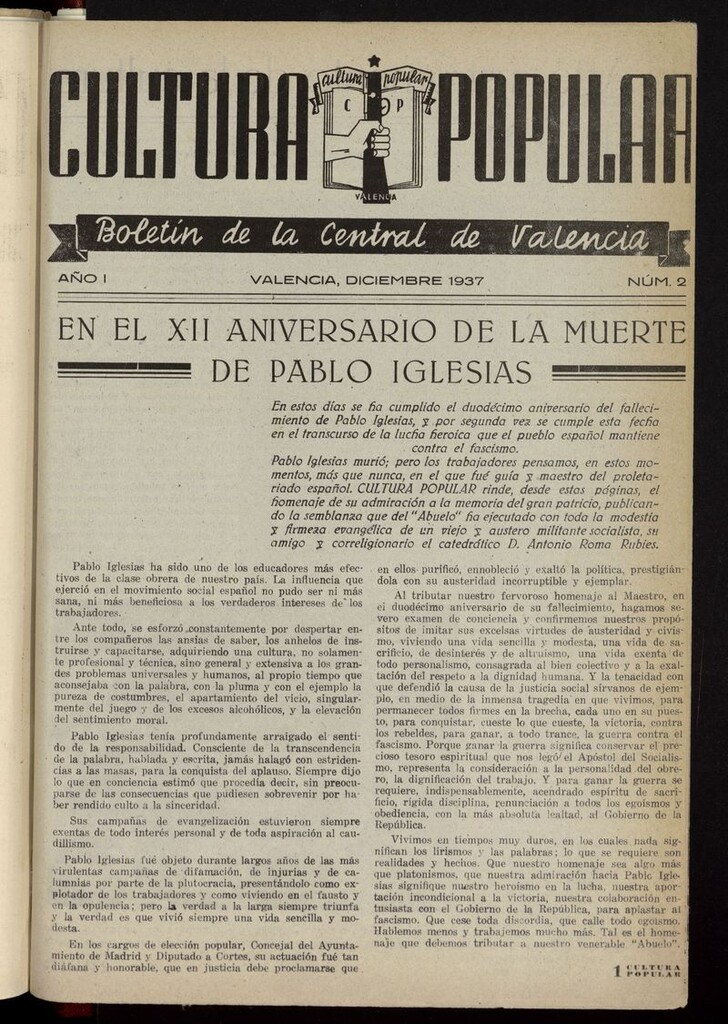 CULTURA POPULAR
cultura popular
C P
VALENCIA
Boletín de la Central de Valencia
AÑO I VALENCIA, DICIEMBRE 1937 NÚM. 2
EN EL XII ANIVERSARIO DE LA MUERTE
DE PABLO IGLESIAS
En estos días se ha cumplido el duodécimo aniversario del falleci-
miento de Pablo Iglesias, y por segunda vez se cumple esta fecha
en el transcurso de la lucha heroica que el pueblo español mantiene
contra el fascismo.
Pablo Iglesias murió; pero los trabajadores pensamos, en estos mo-
mentos, más que nunca, en el que fué guía y maestro del proleta-
riado español. CULTURA POPULAR rinde, desde estas páginas, el
homenaje de su admiración a la memoria del gran patricio, publican-
do la semblanza que del "Abuelo" ha ejecutado con toda la modestia
y firmeza evangélica de un viejo y austero militante socialista, su
amigo y correligionario el catedrático D. Antonio Roma Rubies.
Pablo Iglesias ha sido uno de los educadores más efec-
tivos de la clase obrera de nuestro país. La influencia que
ejerció en el movimiento social español no pudo ser ni más
sana, ni más beneficiosa a los verdaderos intereses de los
trabajadores.
Ante todo, se esforzó constantemente por despertar en-
tre los compañeros las ansias de saber, los anhelos de ins-
truirse y capacitarse, adquiriendo una cultura, no solamen-
te profesional y técnica, sino general y extensiva a los gran-
des problemas universales y humanos, al propio tiempo que
aconsejaba con la palabra, con la pluma y con el ejemplo la
pureza de costumbres, el apartamiento del vicio, singular-
mente del juego y de los excesos alcohólicos, y la elevación
del sentimiento moral.
Pablo Iglesias tenía profundamente arraigado el senti-
do de la responsabilidad. Consciente de la transcendencia
de la palabra, hablada y escrita, jamás halagó con estriden-
cias a las masas, para la conquista del aplauso. Siempre dijo
lo que en conciencia estimó que procedía decir, sin preocu-
parse de las consecuencias que pudiesen sobrevenir por ha-
ber rendido culto a la sinceridad.
Sus campañas de evangelización estuvieron siempre
exentas de todo interés personal y de toda aspiración al cau-
dillismo.
Pablo Iglesias fué objeto durante largos años de las más
virulentas campañas de difamación, de injurias y de ca-
lumnias por parte de la plutocracia, presentándolo como ex-
plotador de los trabajadores y como viviendo en el fausto y
en la opulencia; pero la verdad a la larga siempre triunfa
y la verdad es que vivió siempre una vida sencilla y mo-
desta.
En los cargos de elección popular, Concejal del Ayunta-
miento de Madrid y Diputado a Cortes, su actuación fué tan
diáfana y honorable, que en justicia debe proclamarse que
en ellos purificó, ennobleció y exaltó la política, prestigián-
dola con su austeridad incorruptible y ejemplar.
Al tributar nuestro fervoroso homenaje al Maestro, en
el duodécimo aniversario de su fallecimiento, hagamos se-
vero examen de conciencia y confirmemos nuestros propó-
sitos de imitar sus excelsas virtudes de austeridad y civis-
mo, viviendo una vida sencilla y modesta, una vida de sa-
crificio, de desinterés y de altruismo, una vida exenta de
todo personalismo, consagrada al bien colectivo y a la exal-
tación del respeto a la dignidad humana. Y la tenacidad con
que defendió la causa de la justicia social sírvanos de ejem-
plo, en medio de la inmensa tragedia en que vivimos, para
permanecer todos firmes en la brecha, cada uno en su pues-
to, para conquistar, cueste lo que cueste, la victoria, contra
los rebeldes, para ganar, a todo trance, la guerra contra el
fascismo. Porque ganar la guerra significa conservar el pre-
cioso tesoro espiritual que nos legó el Apóstol del Socialis-
mo, representa la consideración a la personalidad del obre-
ro, la dignificación del trabajo. Y para ganar la guerra se
requiere, indispensablemente, acendrado espíritu de sacri-
ficio, rígida disciplina, renunciación a todos los egoísmos y
obediencia, con la más absoluta lealtad, al Gobierno de la
República.
Vivimos en tiempos muy duros, en los cuales nada sig-
nifican los lirismos y las palabras; lo que se requiere son
realidades y hechos. Que nuestro homenaje sea algo más
que platonismos, que nuestra admiración hacia Pablo Igle-
sias signifique nuestro heroísmo en la lucha, nuestra apor-
tación incondicional a la victoria, nuestra colaboración en-
tusiasta con el Gobierno de la República, para aplastar al
fascismo. Que cese toda discordia, que calle todo egoísmo.
Hablemos menos y trabajemos mucho más. Tal es el home-
naje que debemos tributar a nuestro venerable "Abuelo".
1 CULTURA
POPULAR